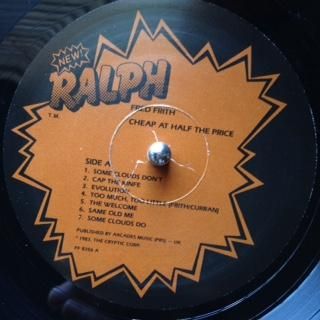 NEW!
RALPH
T.M.
FRED FRITH
CHEAP AT HALF THE PRICE
SIDE A
1. SOME CLOUDS DON'T
2. CAP THE KNIFE
3. EVOLUTION
4. TOO MUCH, TOO LITTLE (FRITH/CURRAN)
5. THE WELCOME
6. SAME OLD ME
7. SOME CLOUDS DO
PUBLISHED BY ARCADES MUSIC (PRS) — UK
1983, THE CRYPTIC CORP.
FF 8356 A